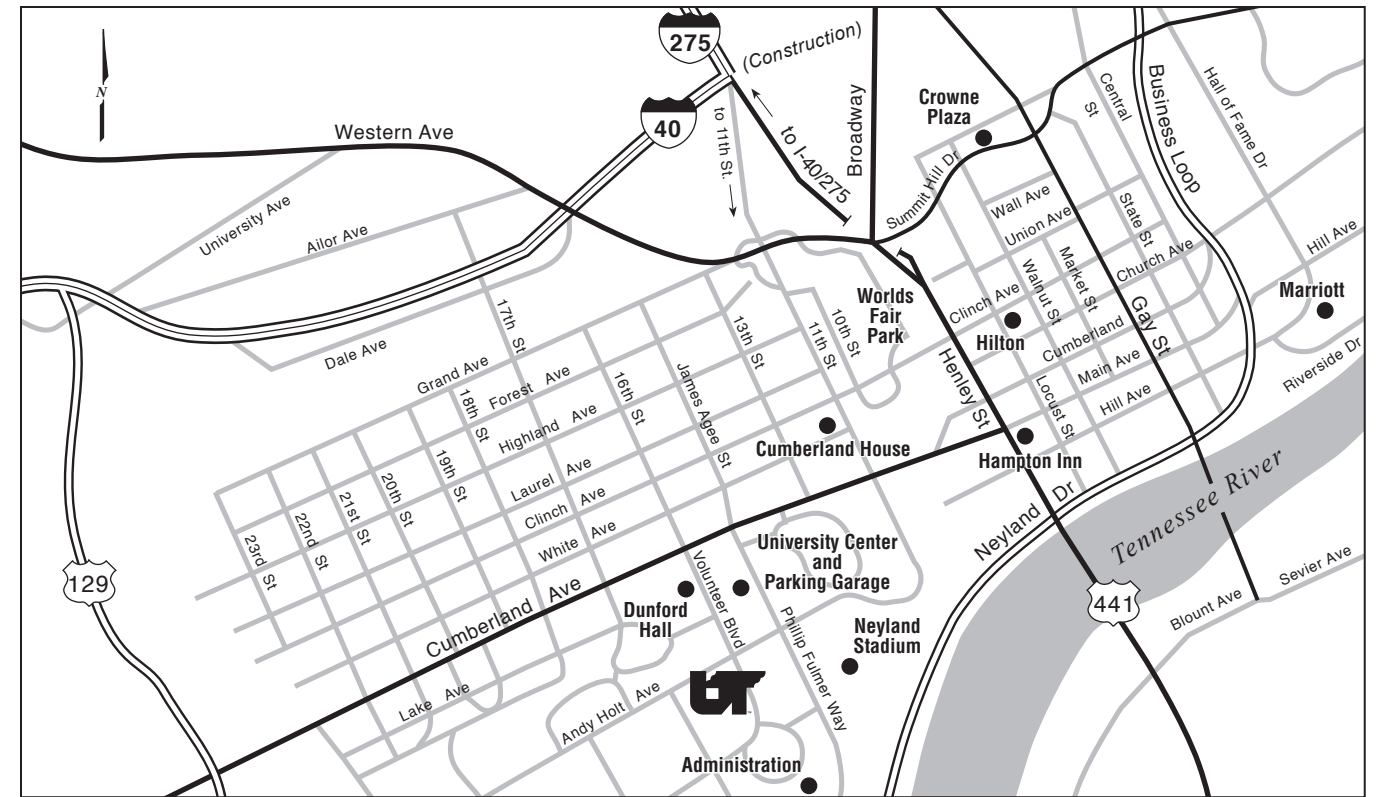 275
(Construction)
40
Western Ave
N
to 11th St.
to I-40/275
Broadway
Crowne
Plaza
Central
St
Business Loop
Hall of Fame Dr
University Ave
Ailor Ave
Summit Hill Dr
Wall Ave
Union Ave
State St
Church Ave
Hill Ave
Marriott
Walnut St
Market St
Gay St
Clinch Ave
Hilton
Cumberland
Main Ave
Hill Ave
Locust St
Riverside Dr
Worlds
Fair
Park
Henley St
Dale Ave
17th St
Grand Ave
Forest Ave
18th St
Highland Ave
16th St
James Agee St
13th St
11th St
10th St
Cumberland House
Hampton Inn
19th St
20th St
21st St
22nd St
23rd St
Laurel Ave
Clinch Ave
White Ave
Cumberland Ave
Neyland Dr
Tennessee River
University Center
and
Parking Garage
129
441
Sevier Ave
Blount Ave
Dunford
Hall
Volunteer Blvd
Phillip Fulmer Way
Neyland
Stadium
Lake Ave
Andy Holt Ave
UT
Administration